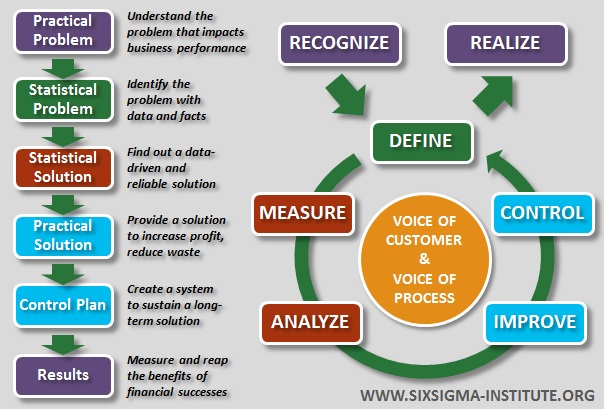 Practical
Problem
Understand the
problem that impacts
business performance
Statistical
Problem
Identify the
problem with
data and facts
Statistical
Solution
Find out a data-
driven and
reliable solution
Practical
Solution
Provide a solution
to increase profit,
reduce waste
Control Plan
Create a system
to sustain a long-
term solution
Results
Measure and reap
the benefits of
financial successes
RECOGNIZE
REALIZE
DEFINE
MEASURE
CONTROL
VOICE OF
CUSTOMER
&
VOICE OF
PROCESS
ANALYZE
IMPROVE
WWW.SIXSIGMA-INSTITUTE.ORG